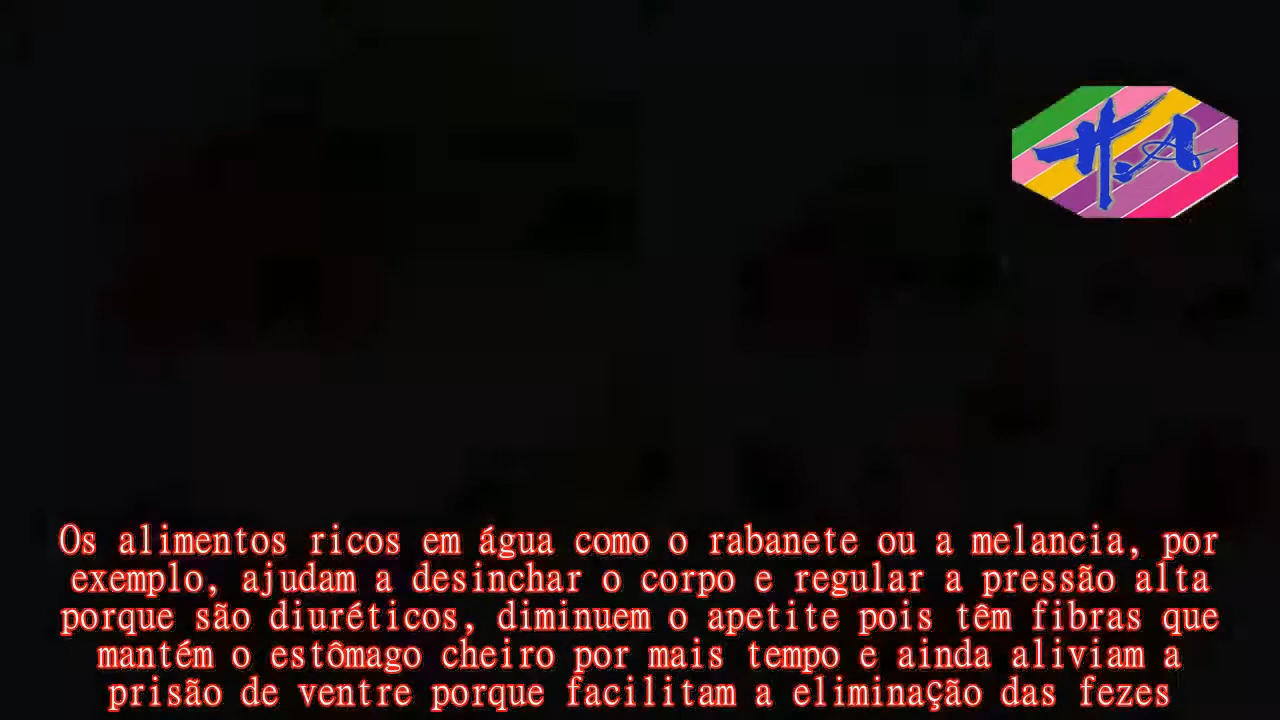 H.A
Os alimentos ricos em água como o rabanete ou a melancia, por
exemplo, ajudam a desinchar o corpo e regular a pressão alta
porque são diuréticos, diminuem o apetite pois têm fibras que
mantém o estômago cheiro por mais tempo e ainda aliviam a
prisão de ventre porque facilitam a eliminação das fezes